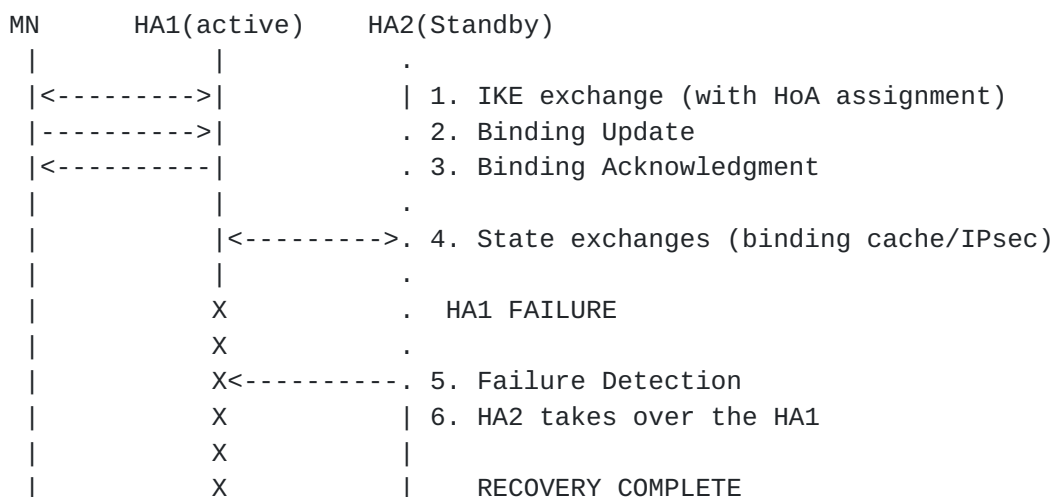 MN      HA1(active)    HA2(Standby)
 |           |           .
 |<--------->|           | 1. IKE exchange (with HoA assignment)
 |---------->|           . 2. Binding Update
 |<----------|           . 3. Binding Acknowledgment
 |           |           .
 |           |<--------->. 4. State exchanges (binding cache/IPsec)
 |           |           .
 |           X           .  HA1 FAILURE
 |           X           .
 |           X<----------. 5. Failure Detection
 |           X           | 6. HA2 takes over the HA1
 |           X           |
 |           X           |   RECOVERY COMPLETE